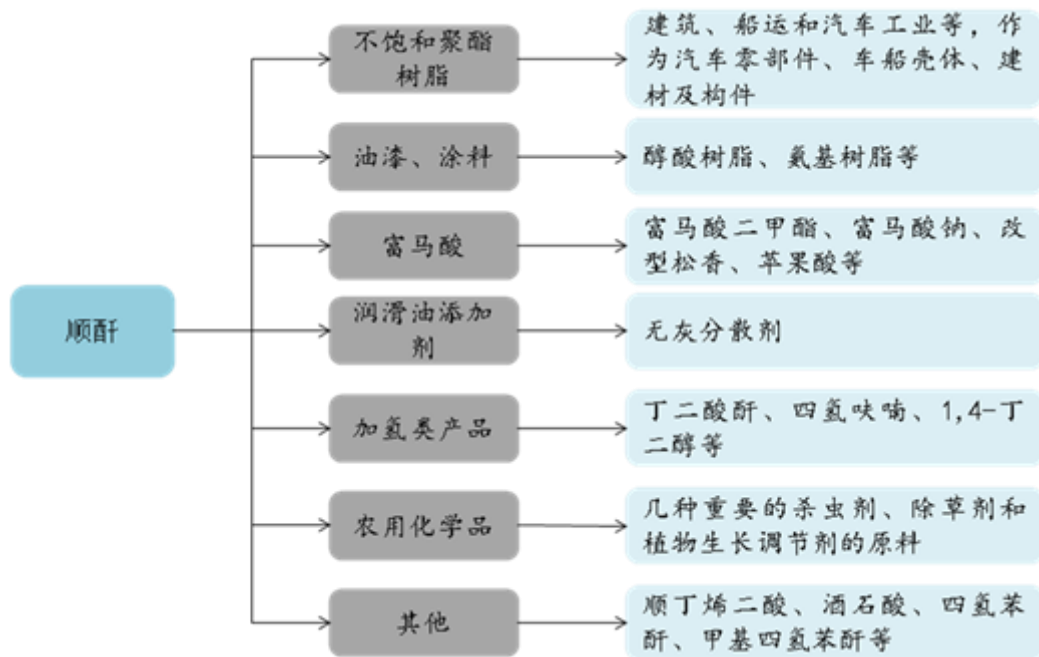 不饱和聚酯
树脂
建筑、船运和汽车工业等，作
为汽车零部件、车船壳体、建
材及构件
油漆、涂料
醇酸树脂、氨基树脂等
富马酸
富马酸二甲酯、富马酸钠、改
型松香、苹果酸等
顺酐
润滑油添加
剂
无灰分散剂
加氢类产品
丁二酸酐、四氢呋喃、1,4-丁
二醇等
农用化学品
几种重要的杀虫剂、除草剂和
植物生长调节剂的原料
其他
顺丁烯二酸、酒石酸、四氢苯
酐、甲基四氢苯酐等